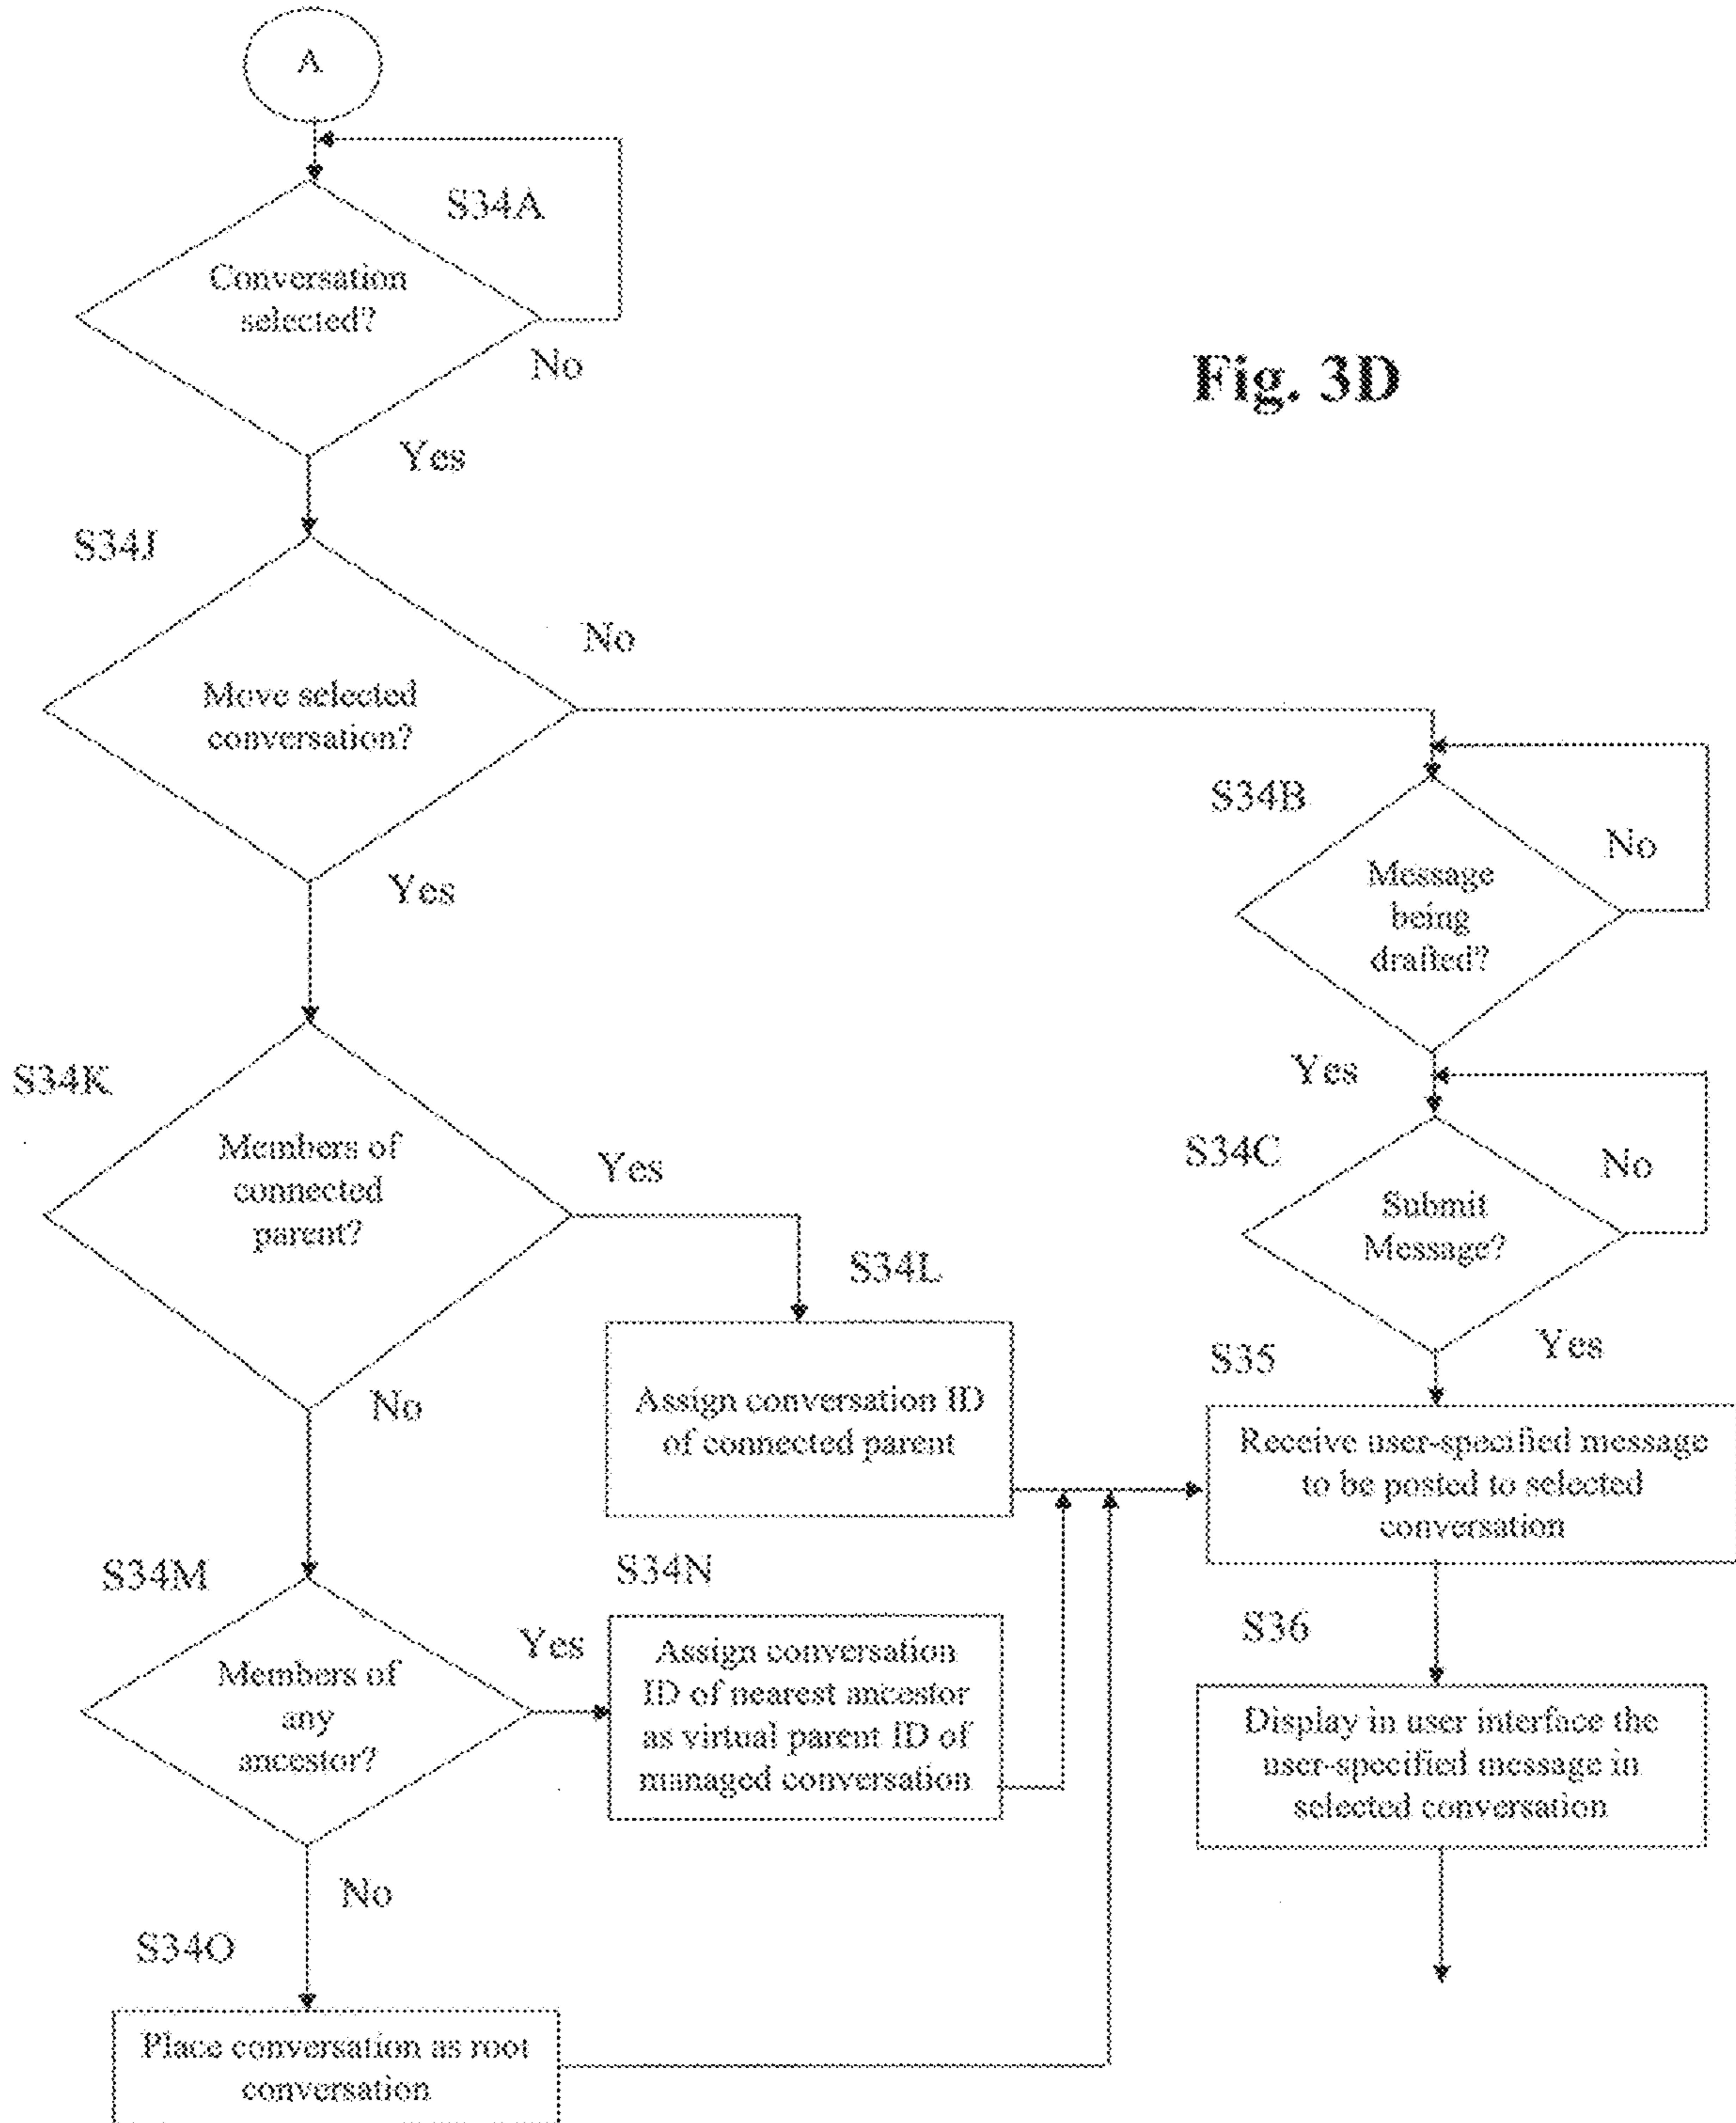 A
S34A
Conversation
selected?
No
Fig. 3D
Yes
S34J
No
Move selected
conversation?
S34B
No
Message
being
drafted?
Yes
S34K
Yes
Members of
connected
parent?
Yes
S34C
No
Submit
Message?
S34L
S35
Yes
No
Assign conversation ID
of connected parent
Receive user-specified message
to be posted to selected
conversation
S34M
S34N
Yes
Members of
any
ancestor?
Assign conversation
ID of nearest ancestor
as virtual parent ID of
managed conversation
S36
Display in user interface the
user-specified message in
selected conversation
No
S34O
Place conversation as root
conversation